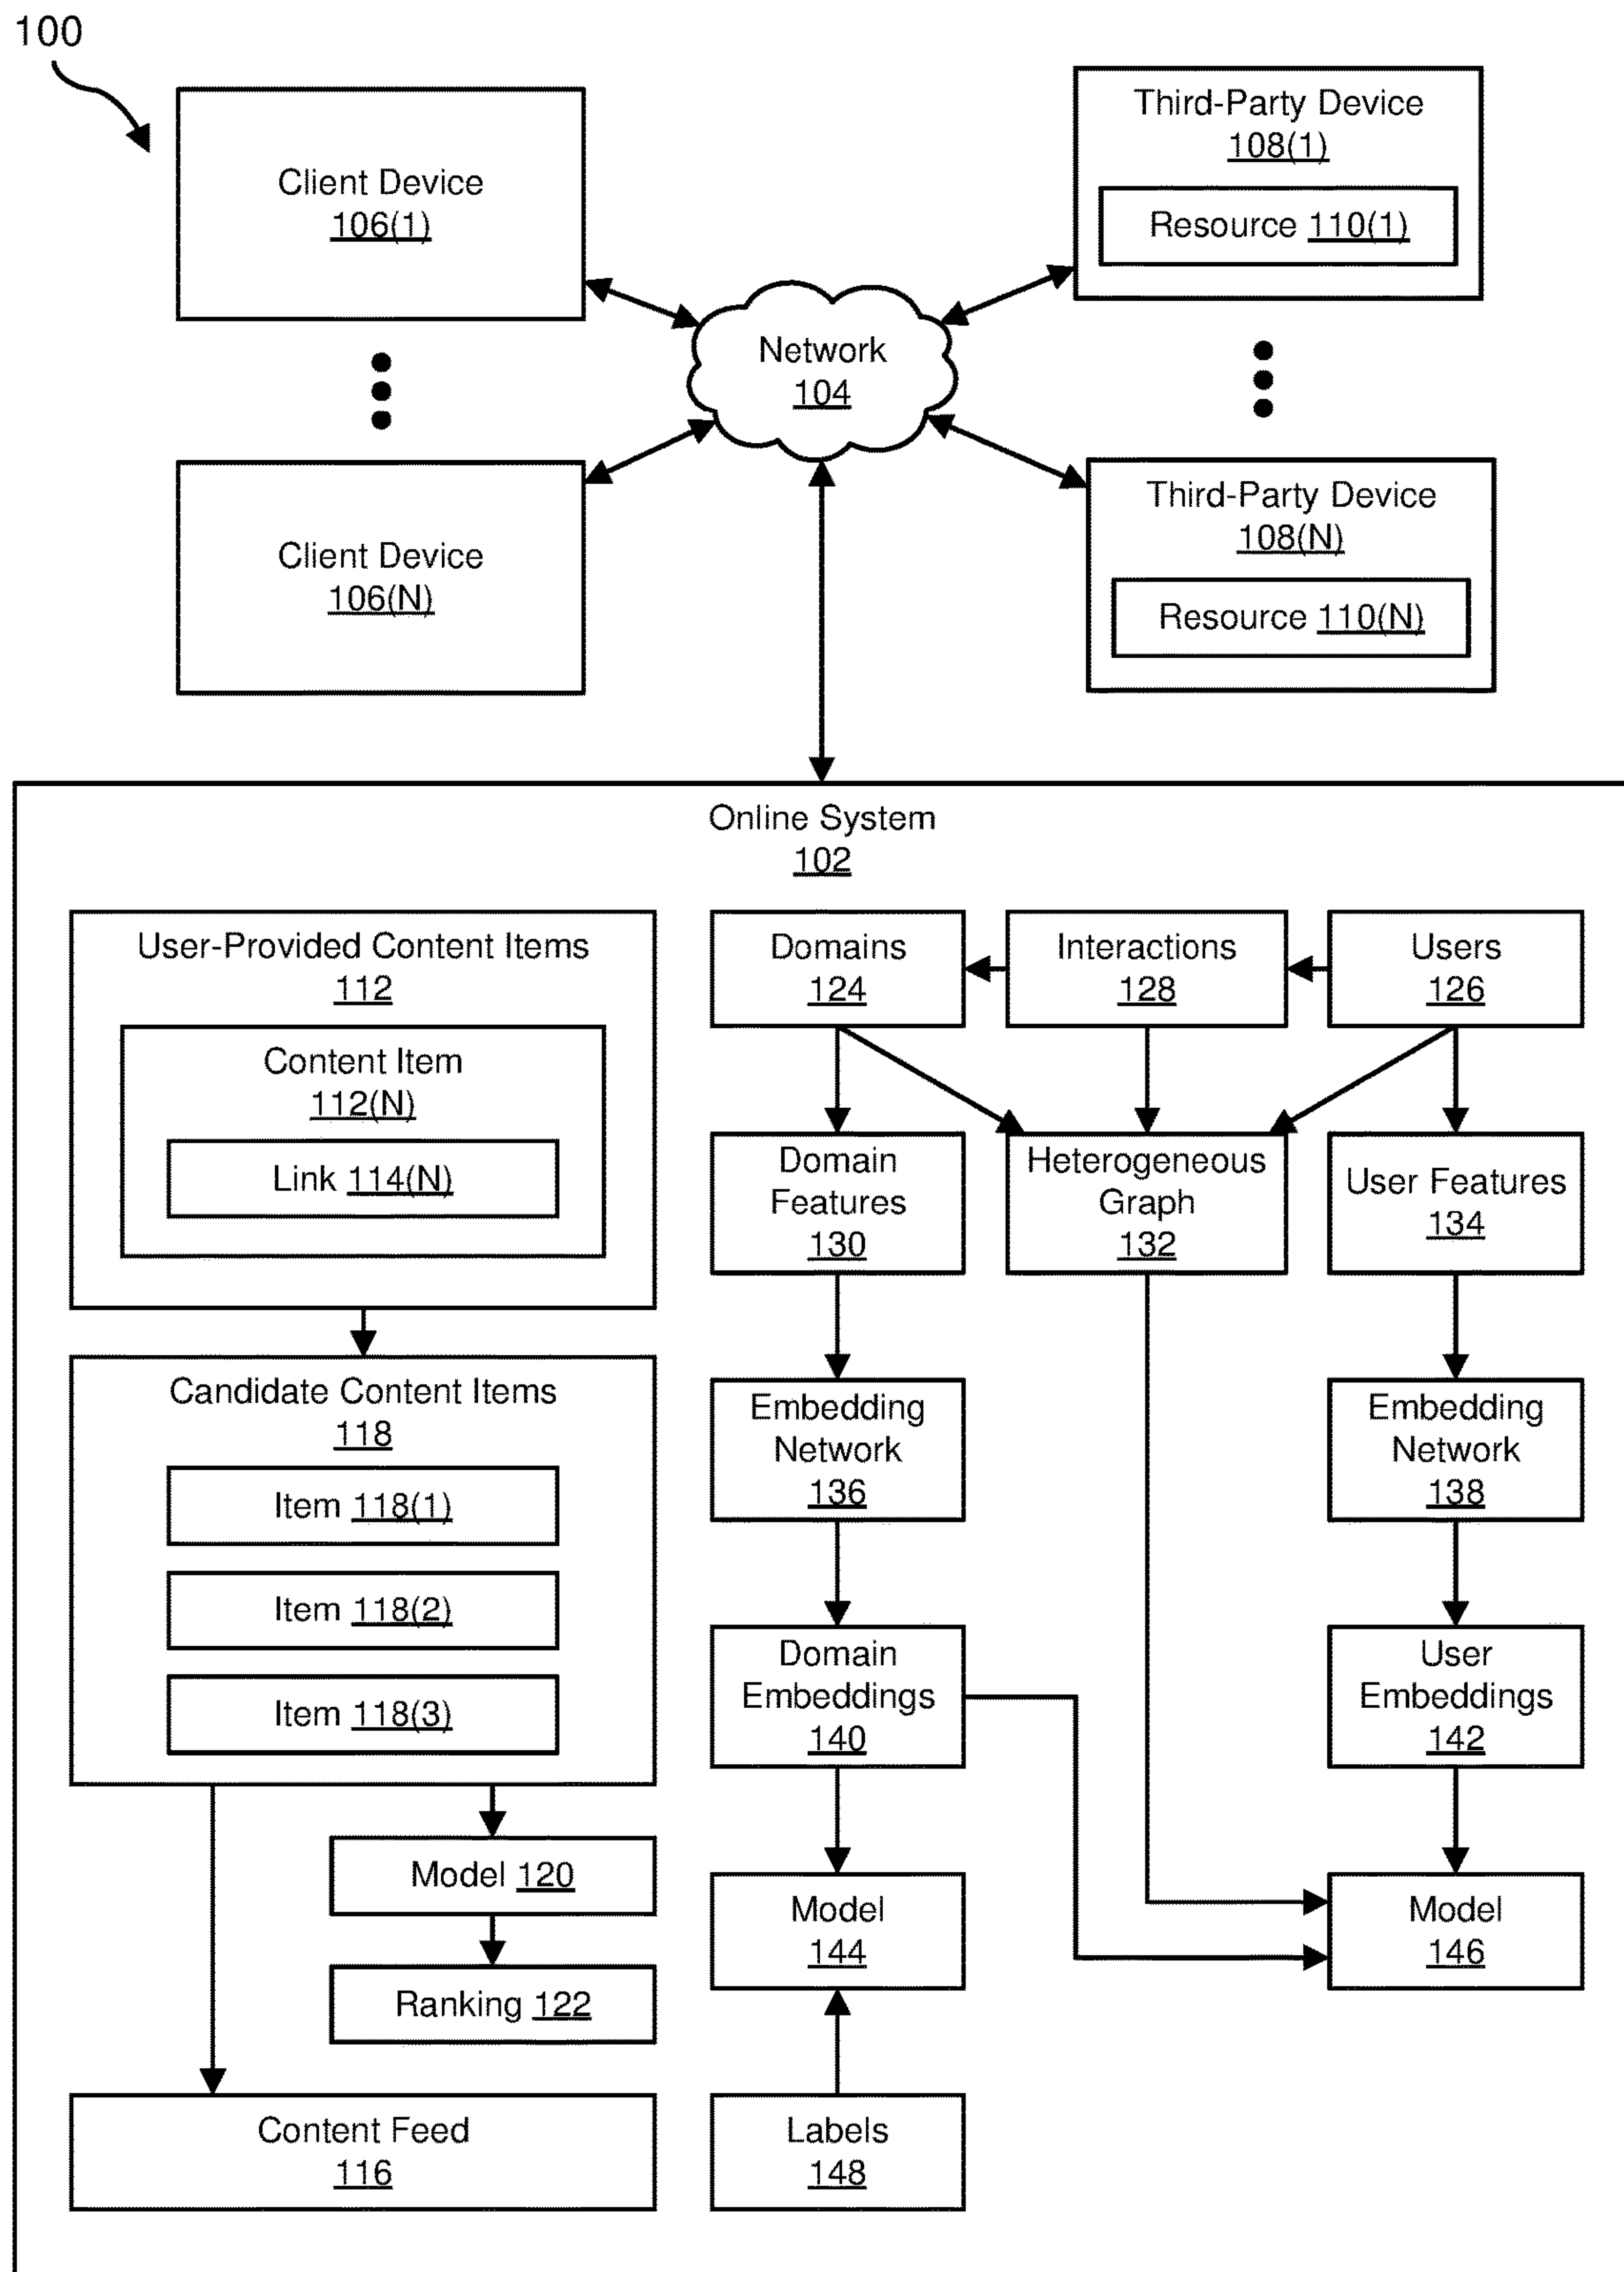 100
Client Device
106(1)
Third-Party Device
108(1)
Resource 110(1)
Network
104
Client Device
106(N)
Third-Party Device
108(N)
Resource 110(N)
Online System
102
User-Provided Content Items
112
Content Item
112(N)
Link 114(N)
Candidate Content Items
118
Item 118(1)
Item 118(2)
Item 118(3)
Model 120
Ranking 122
Content Feed
116
Domains
124
Interactions
128
Users
126
Domain
Features
130
Heterogeneous
Graph
132
User Features
134
Embedding
Network
136
Embedding
Network
138
Domain
Embeddings
140
User
Embeddings
142
Model
144
Model
146
Labels
148